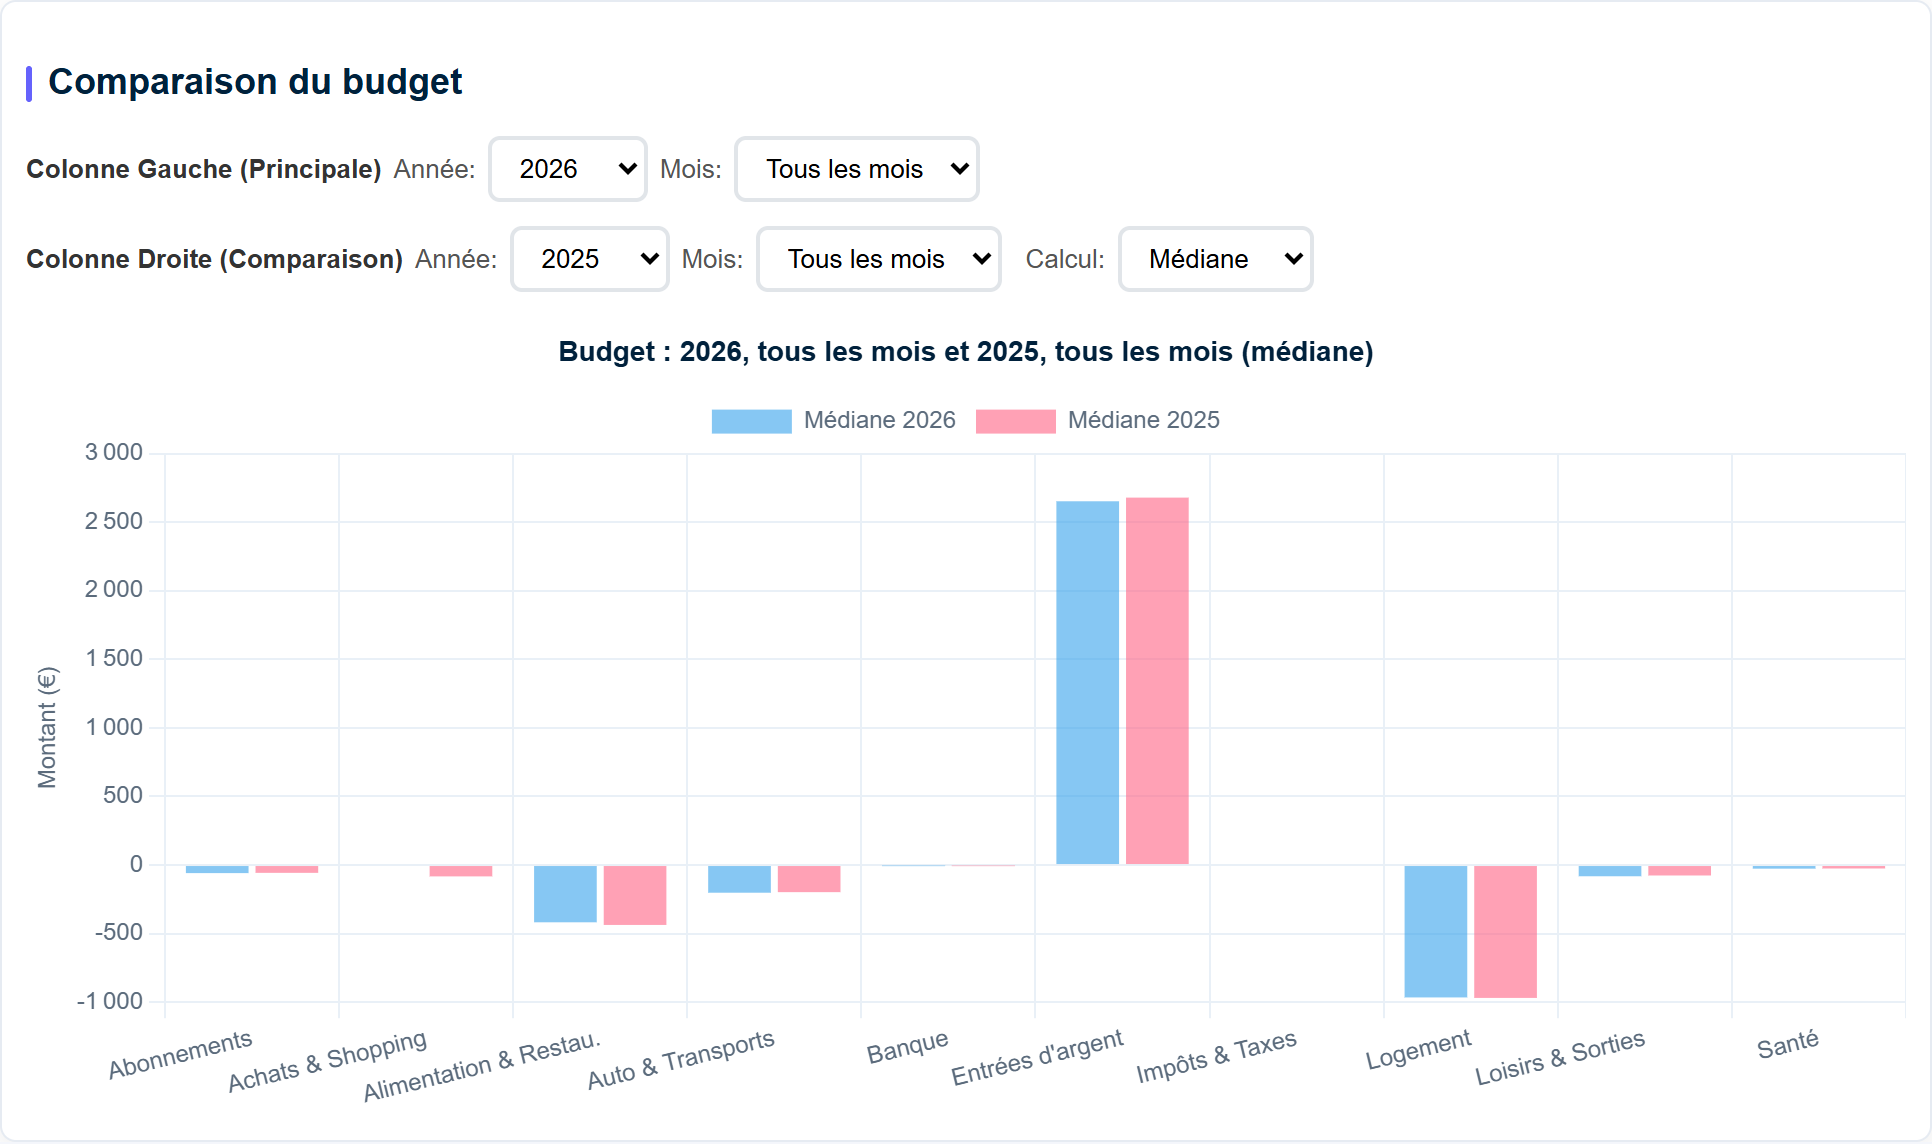 Comparaison du budget
Colonne Gauche (Principale) Année: 2026 Mois: Tous les mois
Colonne Droite (Comparaison) Année: 2025 Mois: Tous les mois Calcul: Médiane
Budget : 2026, tous les mois et 2025, tous les mois (médiane)
Médiane 2026 Médiane 2025
3 000
2 500
2 000
1 500
1 000
500
0
-500
-1 000
Montant (€)
Abonnements
Achats & Shopping
Alimentation & Restau.
Auto & Transports
Banque
Entrées d'argent
Impôts & Taxes
Logement
Loisirs & Sorties
Santé